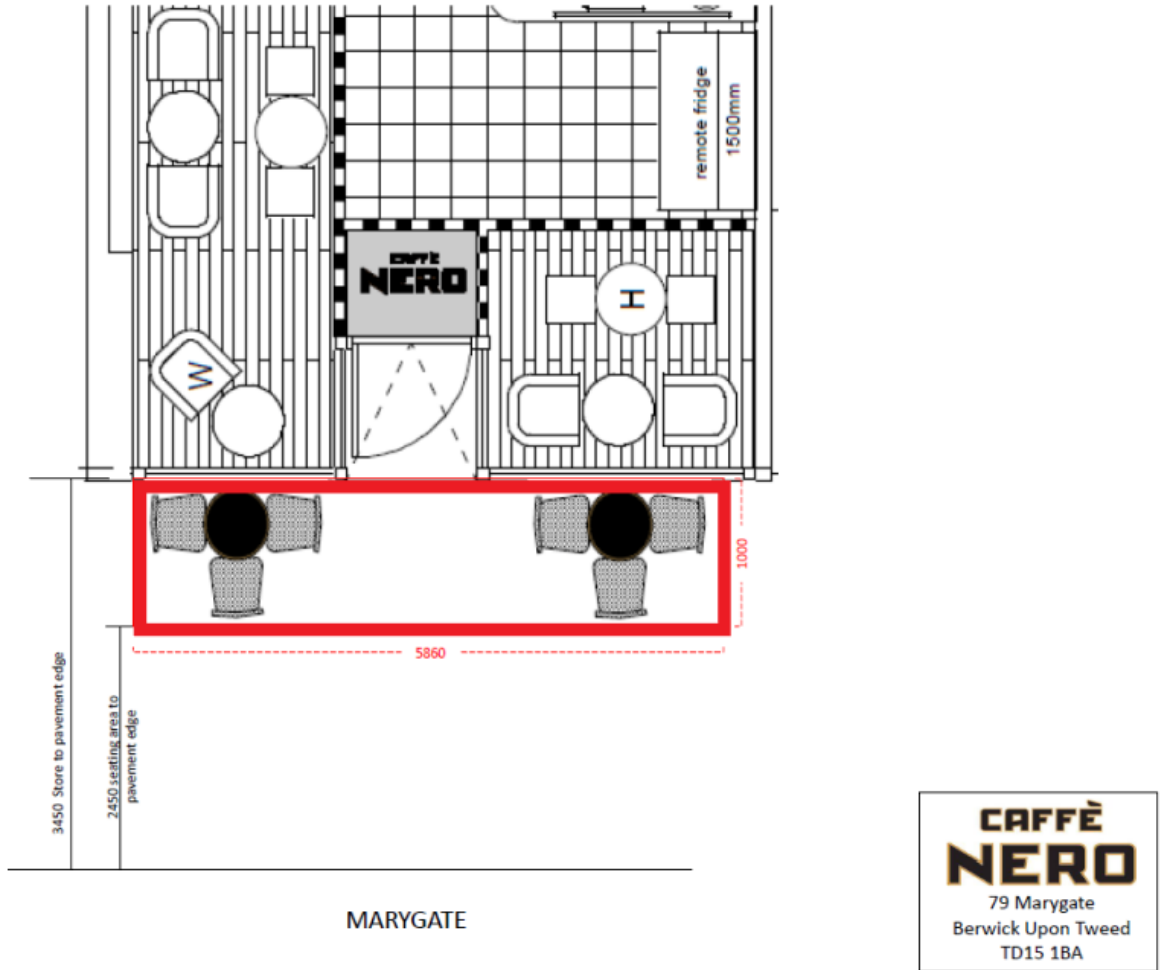 remote fridge
1500mm
CAFFÈ
NERO
H
W
1000
5860
3450 Store to pavement edge
2450 seating area to
pavement edge
MARYGATE
CAFFÈ
NERO
79 Marygate
Berwick Upon Tweed
TD15 1BA